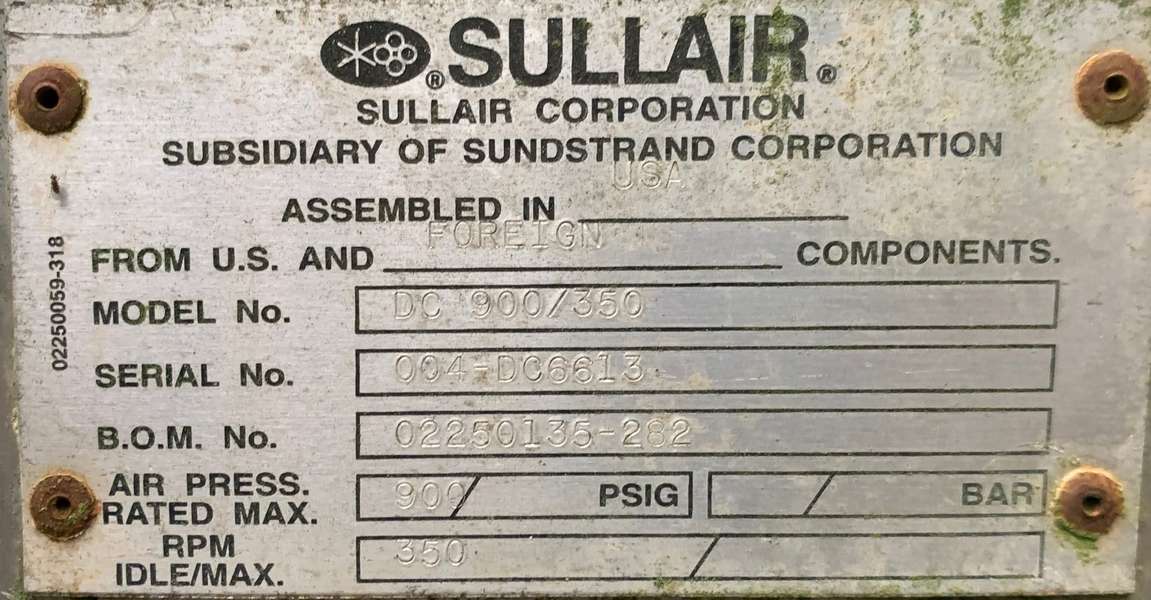 ® SULLAIR®
SULLAIR CORPORATION
SUBSIDIARY OF SUNDSTRAND CORPORATION
ASSEMBLED IN USA
FROM U.S. AND FOREIGN COMPONENTS.
MODEL No. DC 900/350
SERIAL No. 004-DC6613
B.O.M. No. 02250135-282
AIR PRESS.
RATED MAX. 900/ PSIG / BAR
RPM
IDLE/MAX. 350 /
02250059-318